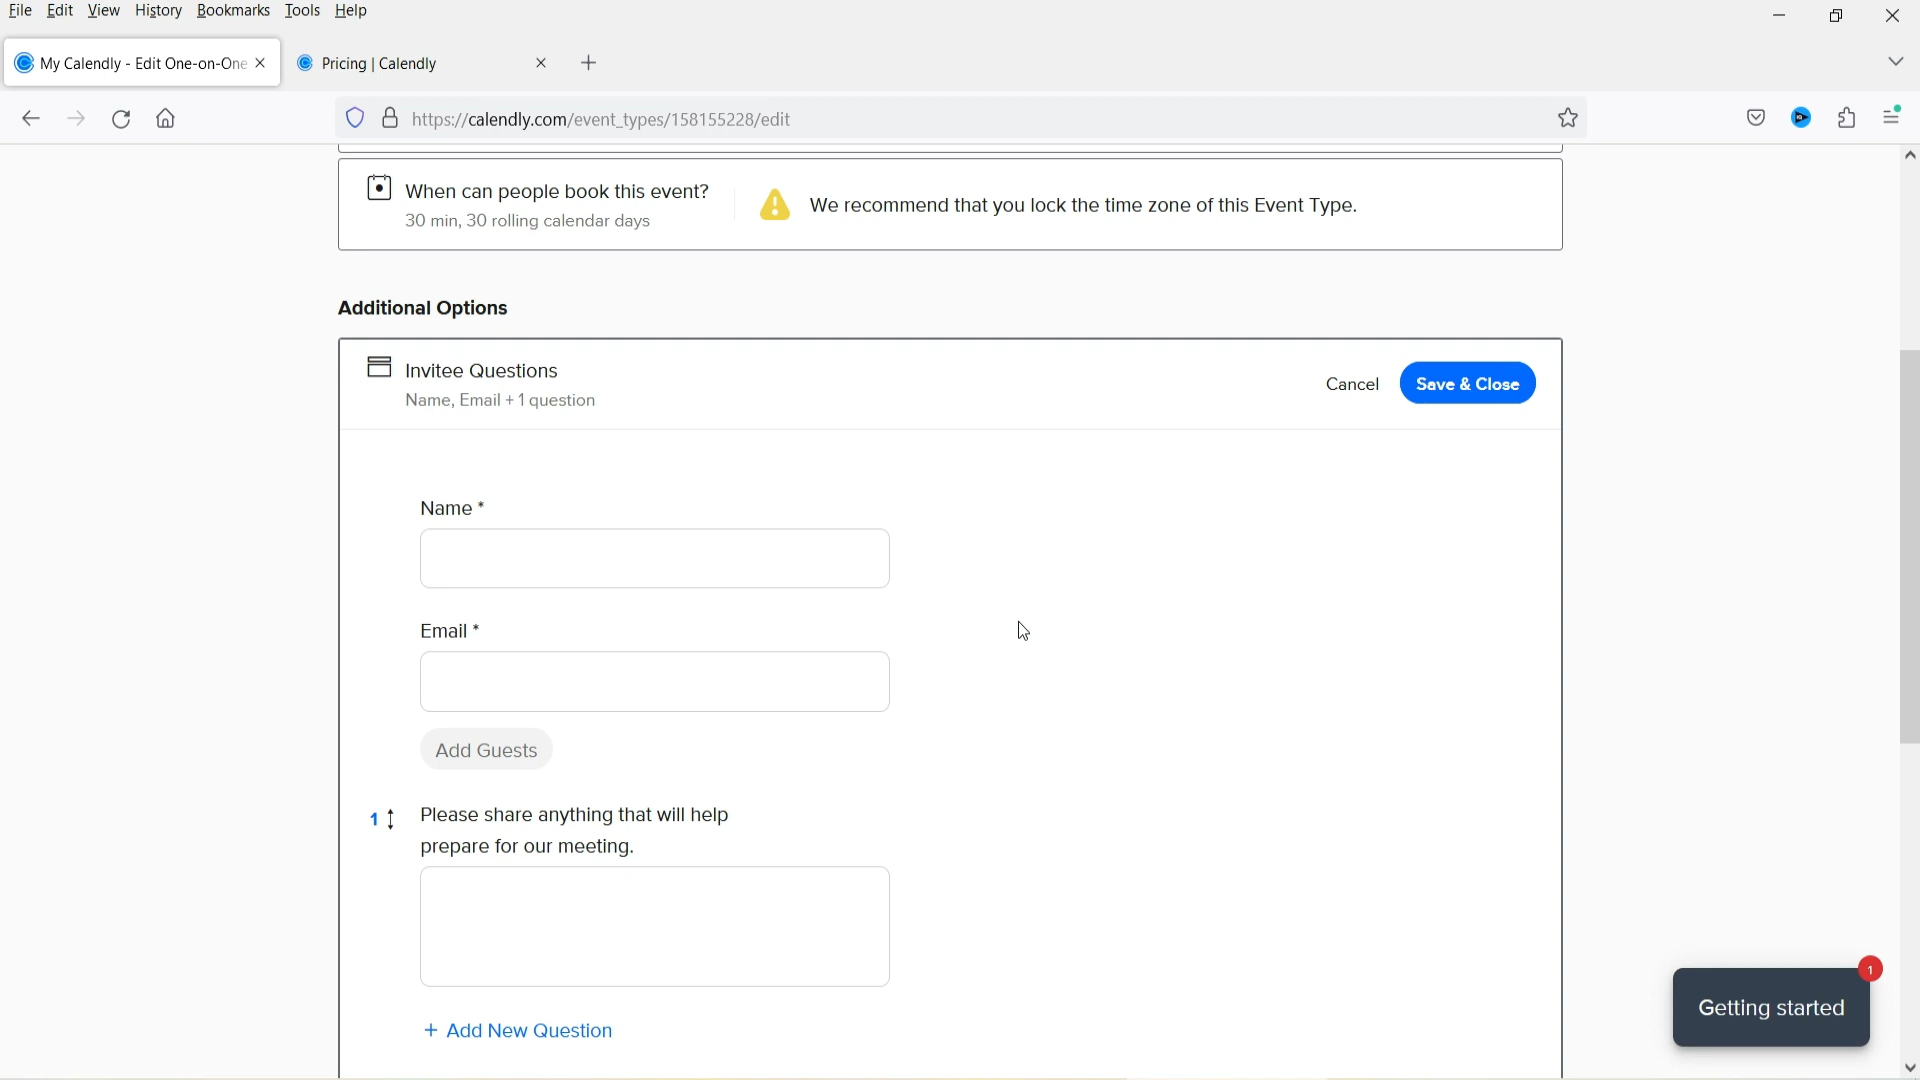 File Edit View History Bookmarks Tools Help
My Calendly - Edit One-on-One
Pricing | Calendly
https://calendly.com/event_types/158155228/edit
When can people book this event?
30 min, 30 rolling calendar days
We recommend that you lock the time zone of this Event Type.
Additional Options
Invitee Questions
Name, Email + 1 question
Cancel
Save & Close
Name *
Email *
Add Guests
1
Please share anything that will help
prepare for our meeting.
+ Add New Question
1
Getting started